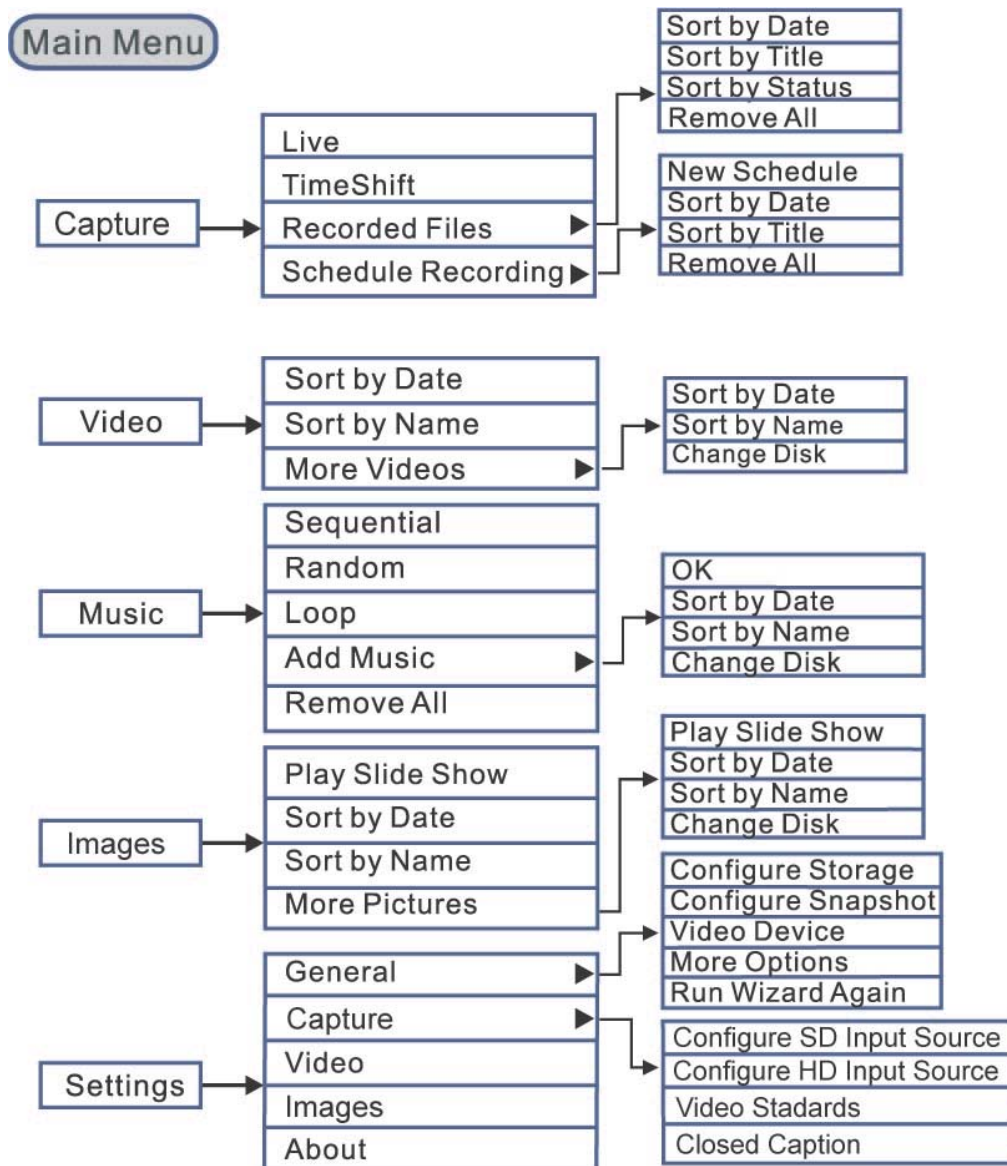 Main Menu
Capture
Live
TimeShift
Recorded Files
Schedule Recording
Sort by Date
Sort by Title
Sort by Status
Remove All
New Schedule
Sort by Date
Sort by Title
Remove All
Video
Sort by Date
Sort by Name
More Videos
Sort by Date
Sort by Name
Change Disk
Music
Sequential
Random
Loop
Add Music
Remove All
OK
Sort by Date
Sort by Name
Change Disk
Images
Play Slide Show
Sort by Date
Sort by Name
More Pictures
Play Slide Show
Sort by Date
Sort by Name
Change Disk
Settings
General
Capture
Video
Images
About
Configure Storage
Configure Snapshot
Video Device
More Options
Run Wizard Again
Configure SD Input Source
Configure HD Input Source
Video Stadards
Closed Caption